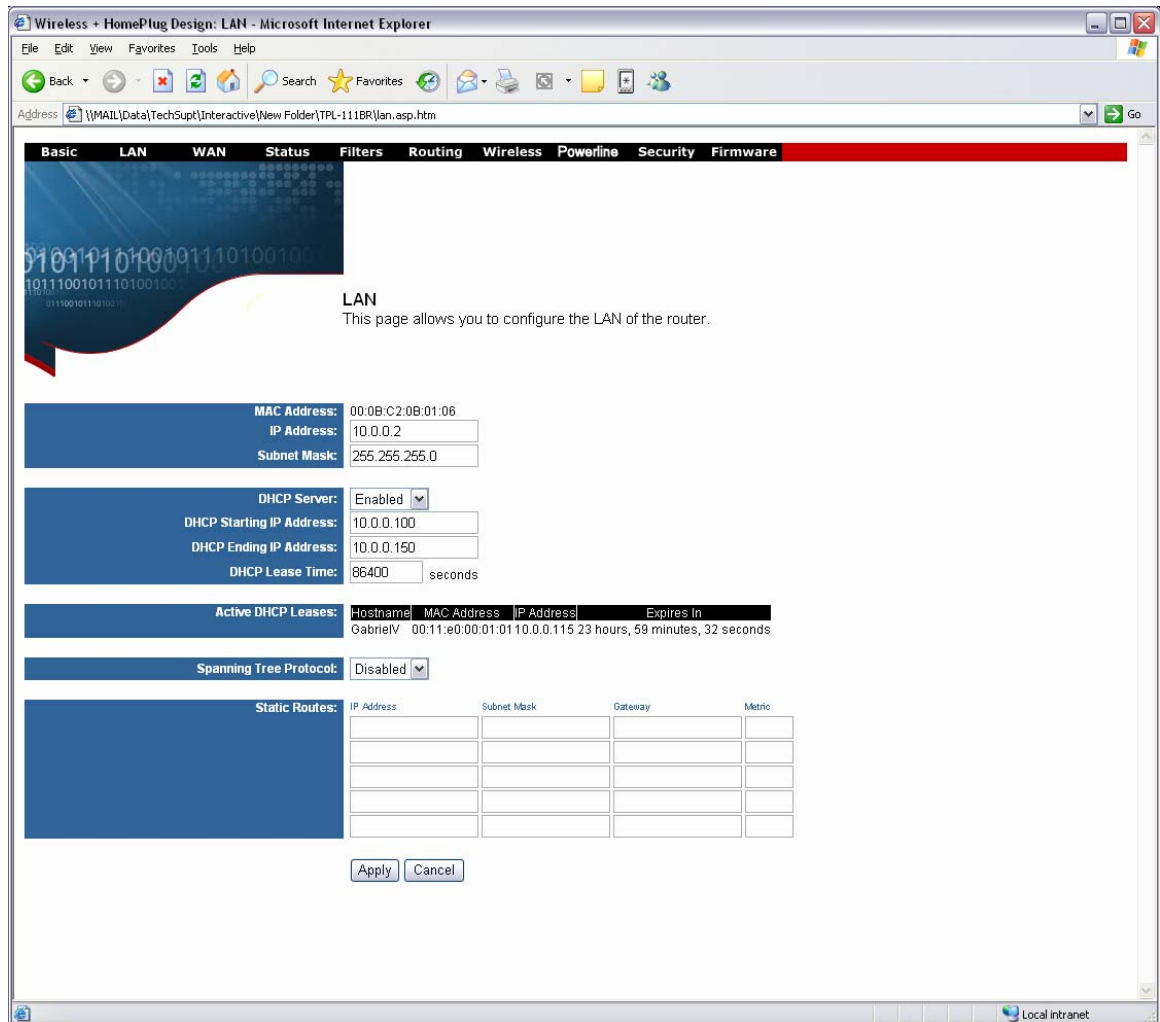 Wireless + HomePlug Design: LAN - Microsoft Internet Explorer
File Edit View Favorites Tools Help
Back Search Favorites
Address \\MAIL\Data\TechSupt\Interactive\New Folder\TPL-111BR\lan.asp.htm Go
Basic LAN WAN Status Filters Routing Wireless Powerline Security Firmware
LAN
This page allows you to configure the LAN of the router.
MAC Address: 00:0B:C2:0B:01:06
IP Address: 10.0.0.2
Subnet Mask: 255.255.255.0
DHCP Server: Enabled
DHCP Starting IP Address: 10.0.0.100
DHCP Ending IP Address: 10.0.0.150
DHCP Lease Time: 86400 seconds
Active DHCP Leases: Hostname MAC Address IP Address Expires In
GabrielV 00:11:e0:00:01:01 10.0.0.115 23 hours, 59 minutes, 32 seconds
Spanning Tree Protocol: Disabled
Static Routes: IP Address Subnet Mask Gateway Metric
Apply Cancel
Local intranet